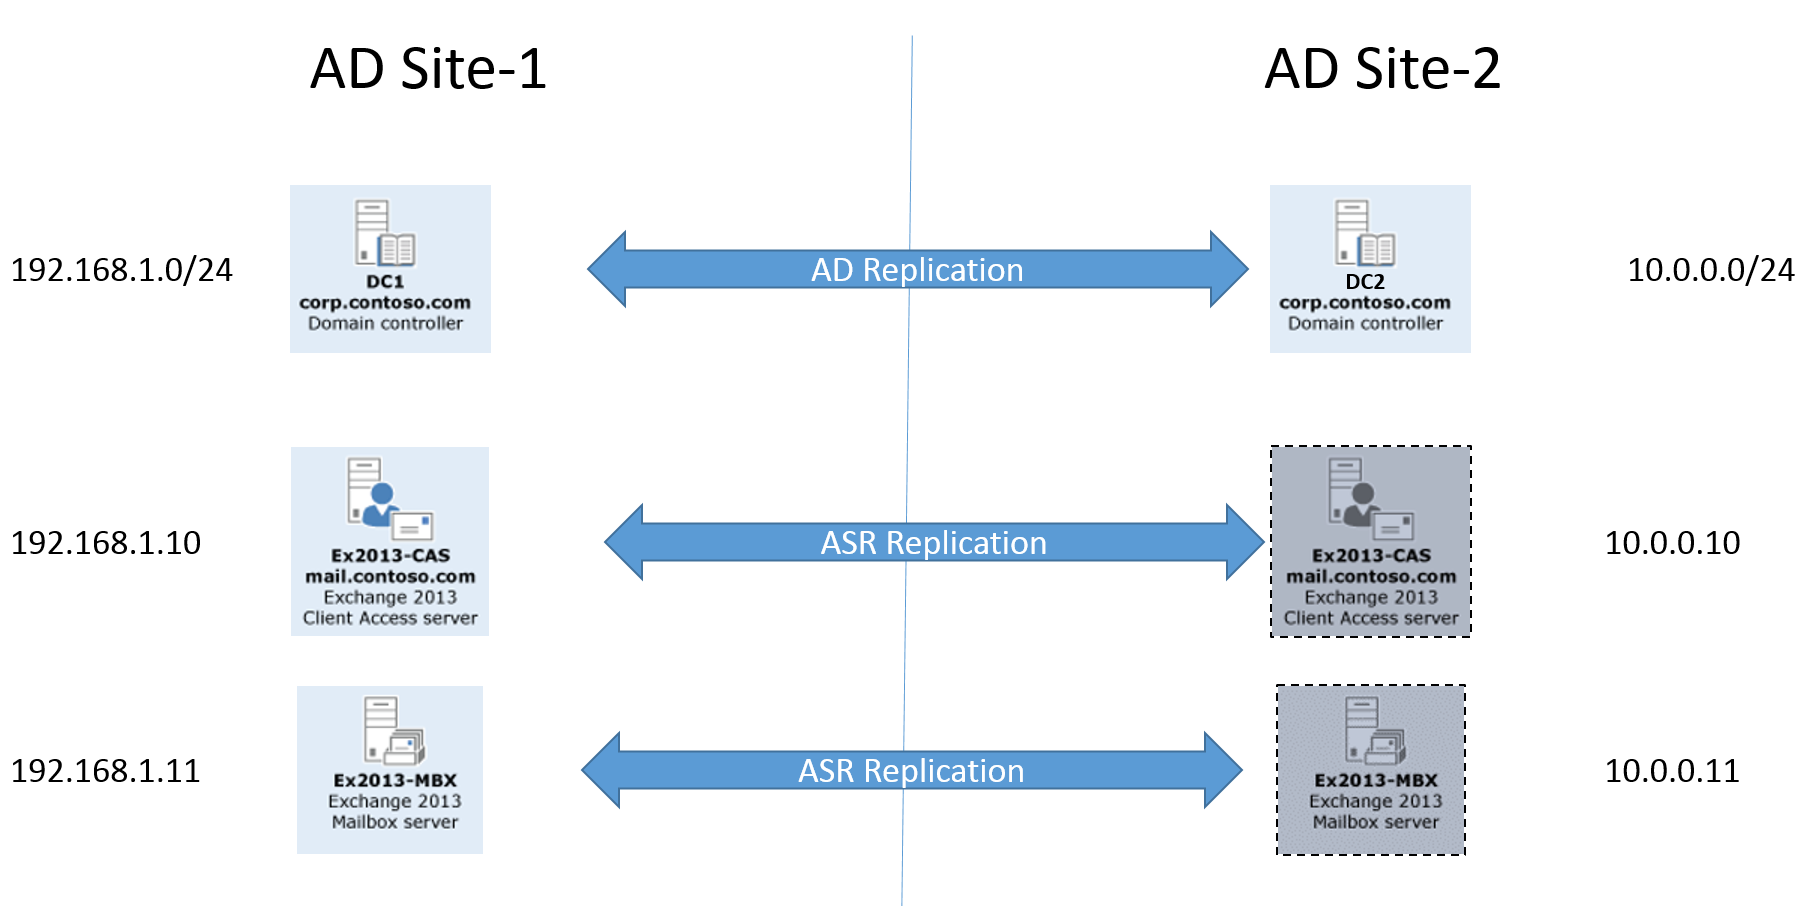 AD Site-1
AD Site-2
192.168.1.0/24
DC1
corp.contoso.com
Domain controller
AD Replication
DC2
corp.contoso.com
Domain controller
10.0.0.0/24
192.168.1.10
Ex2013-CAS
mail.contoso.com
Exchange 2013
Client Access server
ASR Replication
Ex2013-CAS
mail.contoso.com
Exchange 2013
Client Access server
10.0.0.10
192.168.1.11
Ex2013-MBX
Exchange 2013
Mailbox server
ASR Replication
Ex2013-MBX
Exchange 2013
Mailbox server
10.0.0.11